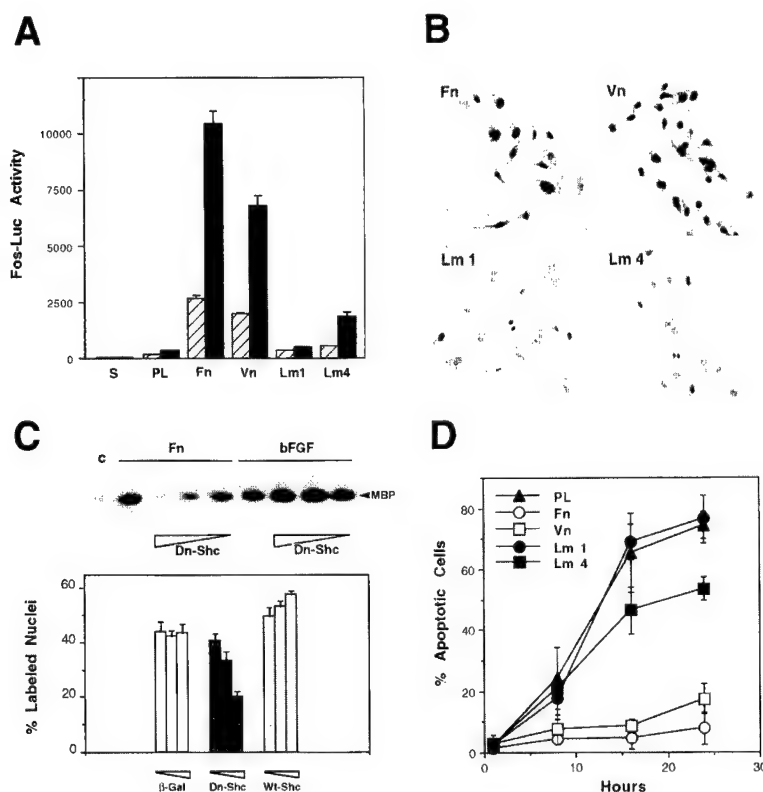 A
Fos-Luc Activity
10000
7500
5000
2500
0
S PL Fn Vn Lm1 Lm4
B
Fn Vn
Lm 1 Lm 4
C
c Fn bFGF
MBP
Dn-Shc Dn-Shc
% Labeled Nuclei
60
40
20
0
β-Gal Dn-Shc Wt-Shc
D
% Apoptotic Cells
80
60
40
20
0
PL
Fn
Vn
Lm 1
Lm 4
0 10 20 30
Hours